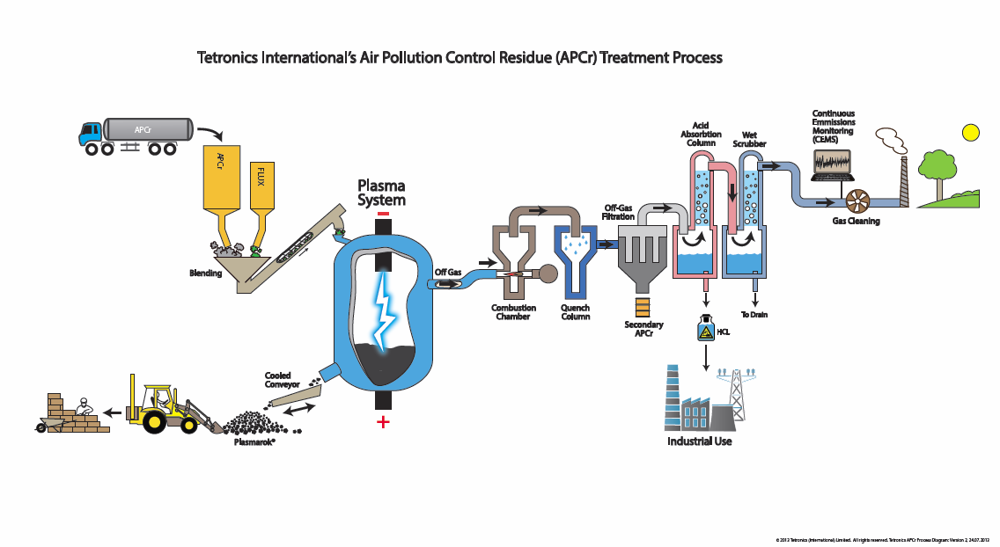 Tetronics International's Air Pollution Control Residue (APCr) Treatment Process
APCr
APCr
FLUX
Blending
Plasma
System
−
+
Off Gas
Cooled
Conveyor
Plasmarok®
Combustion
Chamber
Quench
Column
Off-Gas
Filtration
Secondary
APCr
Acid
Absorbtion
Column
Wet
Scrubber
HCL
To Drain
Industrial Use
Continuous
Emmissions
Monitoring
(CEMS)
Gas Cleaning
© 2013 Tetronics (International) Limited. All rights reserved. Tetronics APCr Process Diagram: Version 2, 24.07.2013